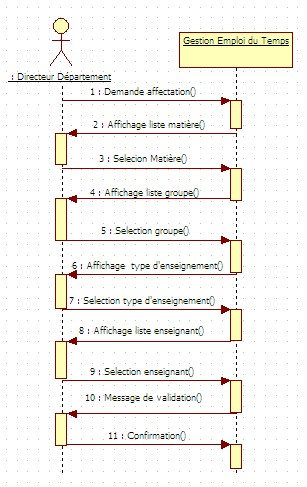 Gestion Emploi du Temps
: Directeur Département
1 : Demande affectation()
2 : Affichage liste matière()
3 : Selecion Matière()
4 : Affichage liste groupe()
5 : Selection groupe()
6 : Affichage  type d'enseignement()
7 : Selection type d'enseignement()
8 : Affichage liste enseignant()
9 : Selection enseignant()
10 : Message de validation()
11 : Confirmation()